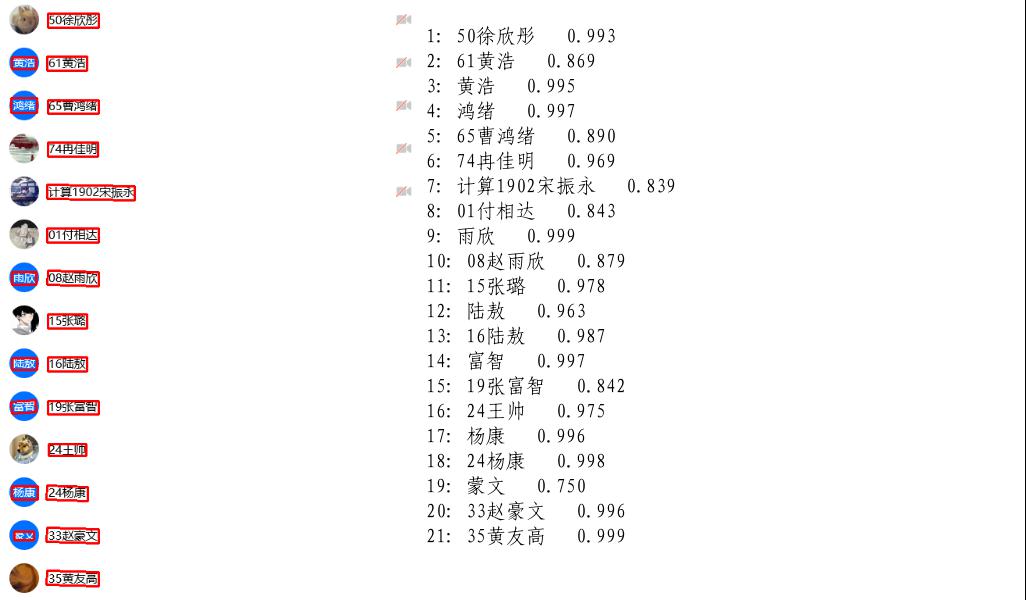 50徐欣彤
黄浩 61黄浩
鸿绪 65曹鸿绪
74冉佳明
计算1902宋振永
01付相达
雨欣 08赵雨欣
15张璐
陆敖 16陆敖
富智 19张富智
24王帅
杨康 24杨康
33赵豪文
35黄友高
1: 50徐欣彤 0.993
2: 61黄浩 0.869
3: 黄浩 0.995
4: 鸿绪 0.997
5: 65曹鸿绪 0.890
6: 74冉佳明 0.969
7: 计算1902宋振永 0.839
8: 01付相达 0.843
9: 雨欣 0.999
10: 08赵雨欣 0.879
11: 15张璐 0.978
12: 陆敖 0.963
13: 16陆敖 0.987
14: 富智 0.997
15: 19张富智 0.842
16: 24王帅 0.975
17: 杨康 0.996
18: 24杨康 0.998
19: 蒙文 0.750
20: 33赵豪文 0.996
21: 35黄友高 0.999